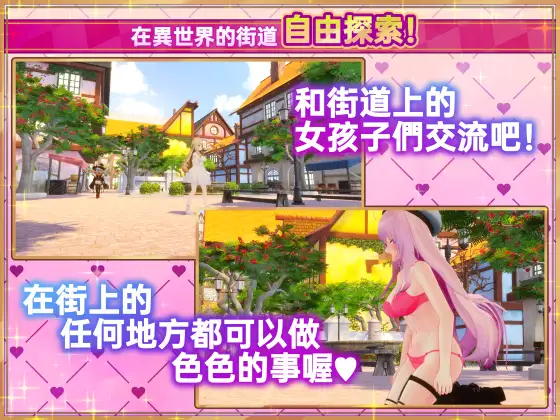 在異世界的街道 自由探索!
和街道上的
女孩子們交流吧!
在街上的
任何地方都可以做
色色的事喔♥